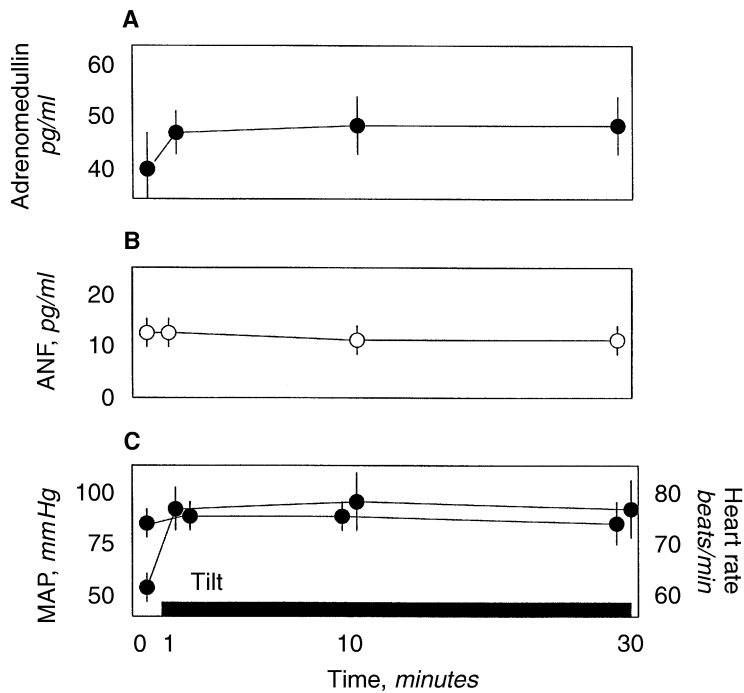 A
Adrenomedullin
pg/ml
60
50
40
B
ANF, pg/ml
20
10
0
C
MAP, mmHg
100
75
50
Tilt
80
70
60
Heart rate
beats/min
0 1 10 30
Time, minutes